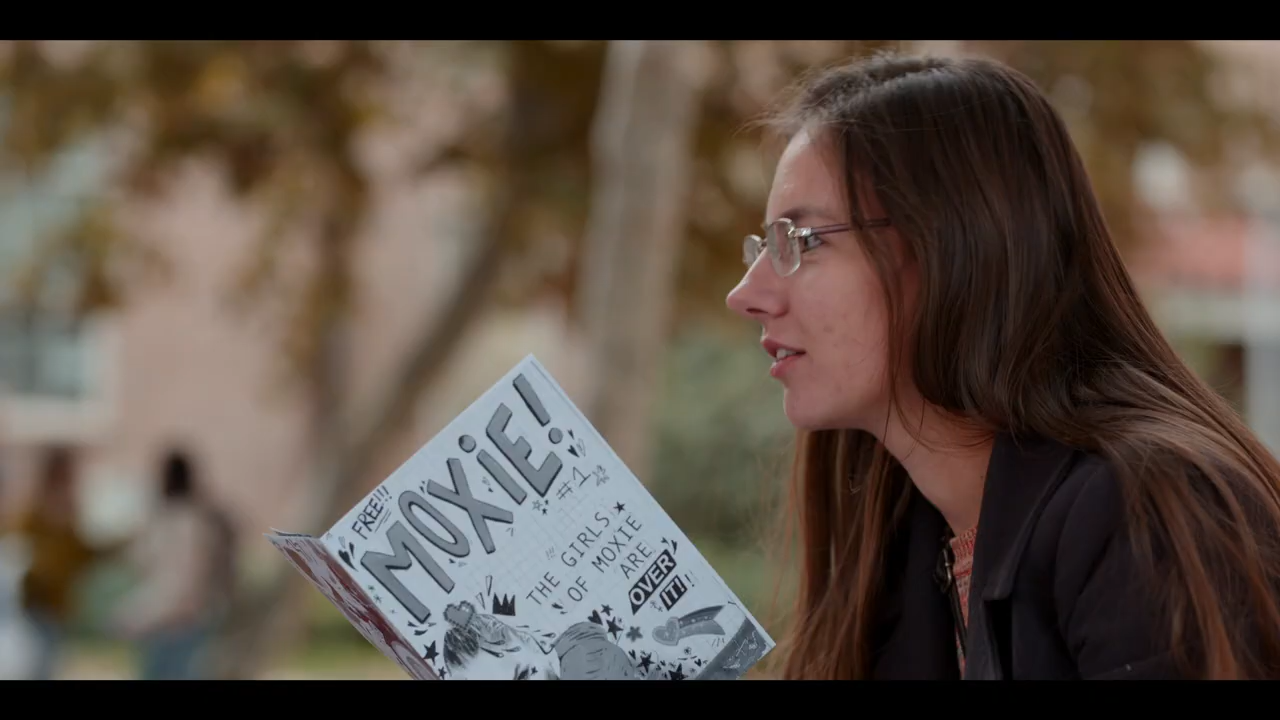 FREE!!!
MOXiE!
#1
THE GIRLS
OF MOXIE
ARE
OVER
IT!!